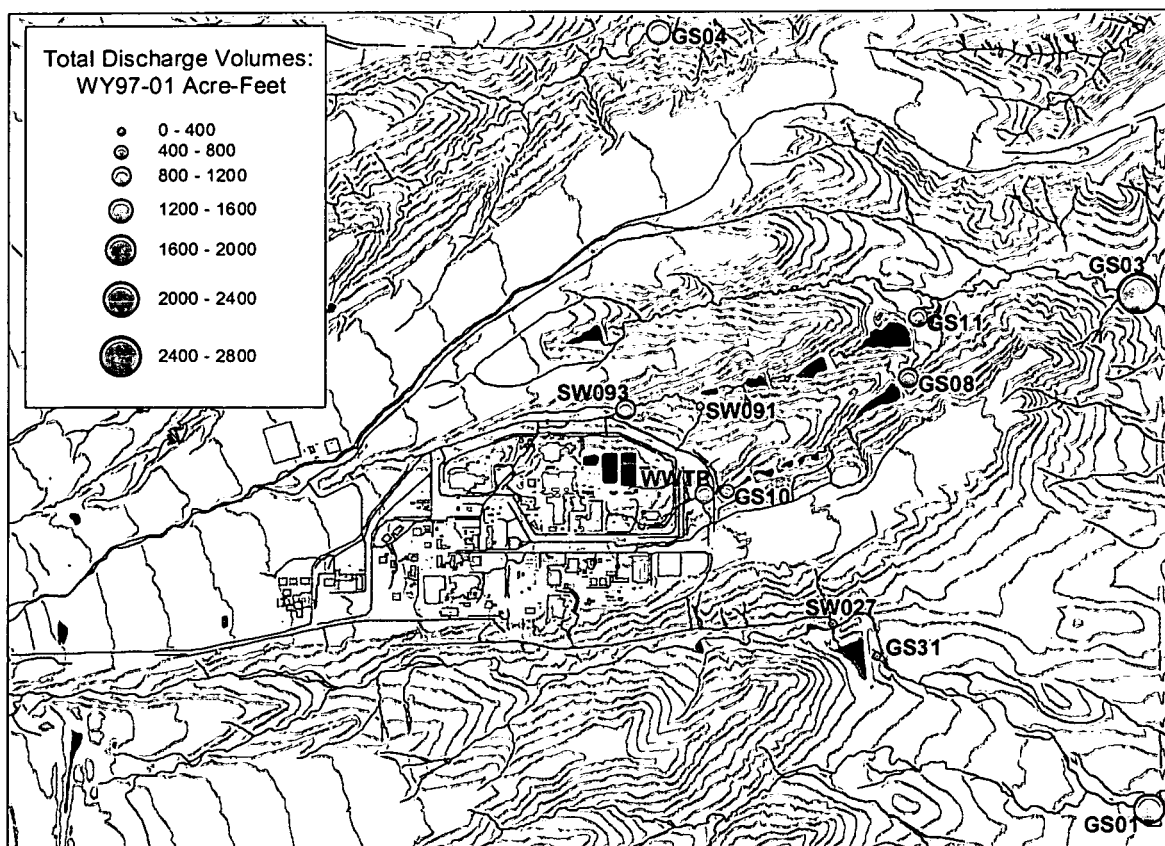 Total Discharge Volumes:
WY97-01 Acre-Feet
0 - 400
400 - 800
800 - 1200
1200 - 1600
1600 - 2000
2000 - 2400
2400 - 2800
GS04
GS03
GS11
GS08
SW093
SW091
WWTP
GS10
SW027
GS31
GS01